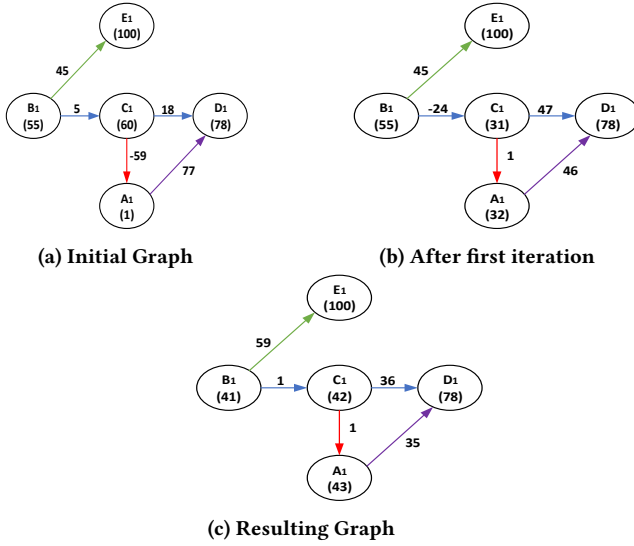 E1
(100)
45
B1
(55)
5
C1
(60)
18
D1
(78)
-59
77
A1
(1)
(a) Initial Graph
E1
(100)
45
B1
(55)
-24
C1
(31)
47
D1
(78)
1
46
A1
(32)
(b) After first iteration
E1
(100)
59
B1
(41)
1
C1
(42)
36
D1
(78)
1
35
A1
(43)
(c) Resulting Graph